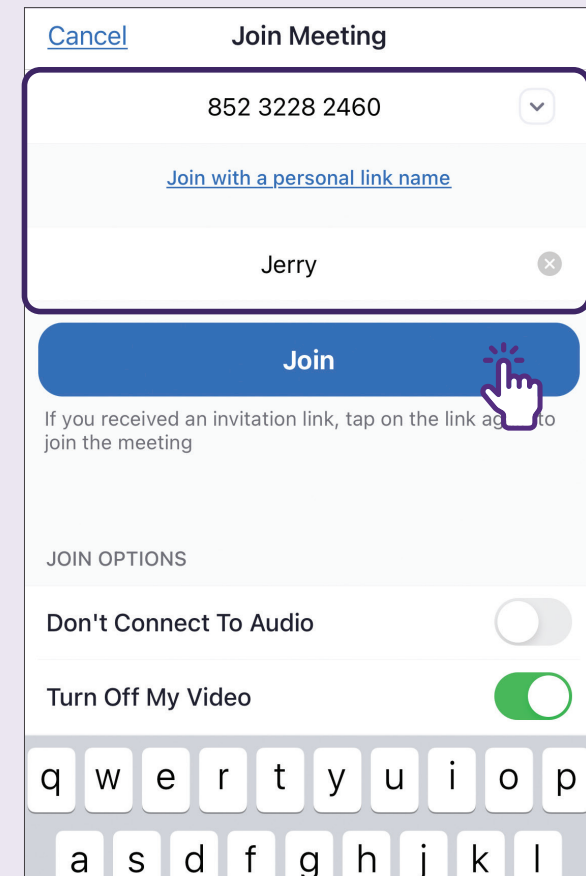 Cancel Join Meeting
852 3228 2460
Join with a personal link name
Jerry
Join
If you received an invitation link, tap on the link to
join the meeting
JOIN OPTIONS
Don't Connect To Audio
Turn Off My Video
q w e r t y u i o p
a s d f g h j k l